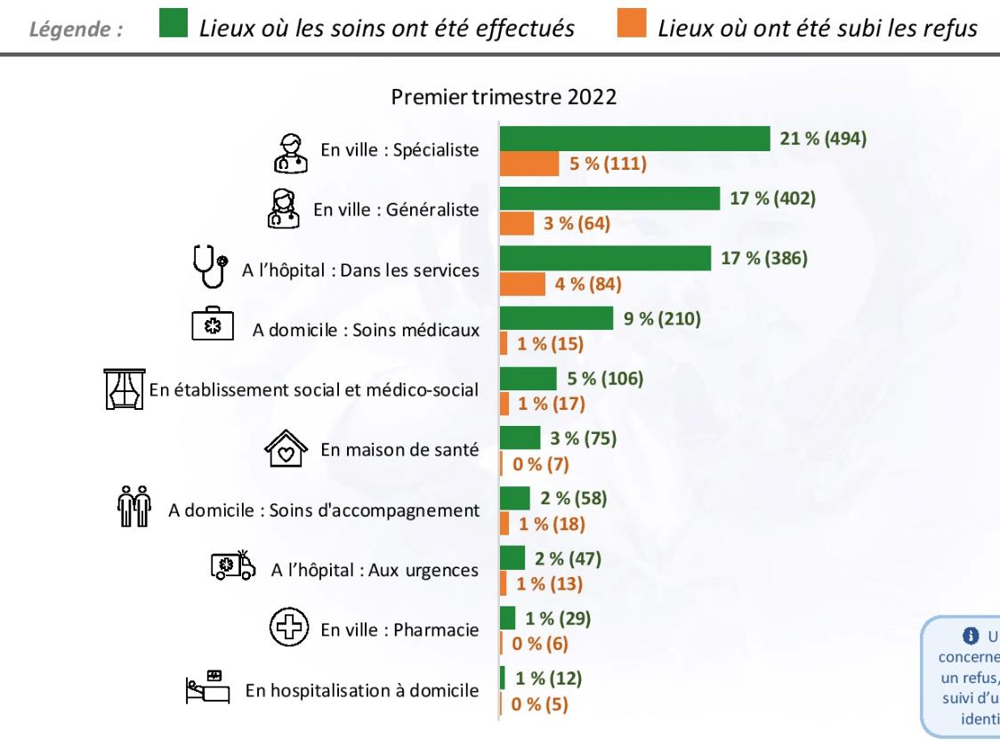 Légende : Lieux où les soins ont été effectués Lieux où ont été subi les refus
Premier trimestre 2022
En ville : Spécialiste
21 % (494)
5 % (111)
En ville : Généraliste
17 % (402)
3 % (64)
A l'hôpital : Dans les services
17 % (386)
4 % (84)
A domicile : Soins médicaux
9 % (210)
1 % (15)
En établissement social et médico-social
5 % (106)
1 % (17)
En maison de santé
3 % (75)
0 % (7)
A domicile : Soins d'accompagnement
2 % (58)
1 % (18)
A l'hôpital : Aux urgences
2 % (47)
1 % (13)
En ville : Pharmacie
1 % (29)
0 % (6)
En hospitalisation à domicile
1 % (12)
0 % (5)
U
concerne
un refus,
suivi d'u
identi